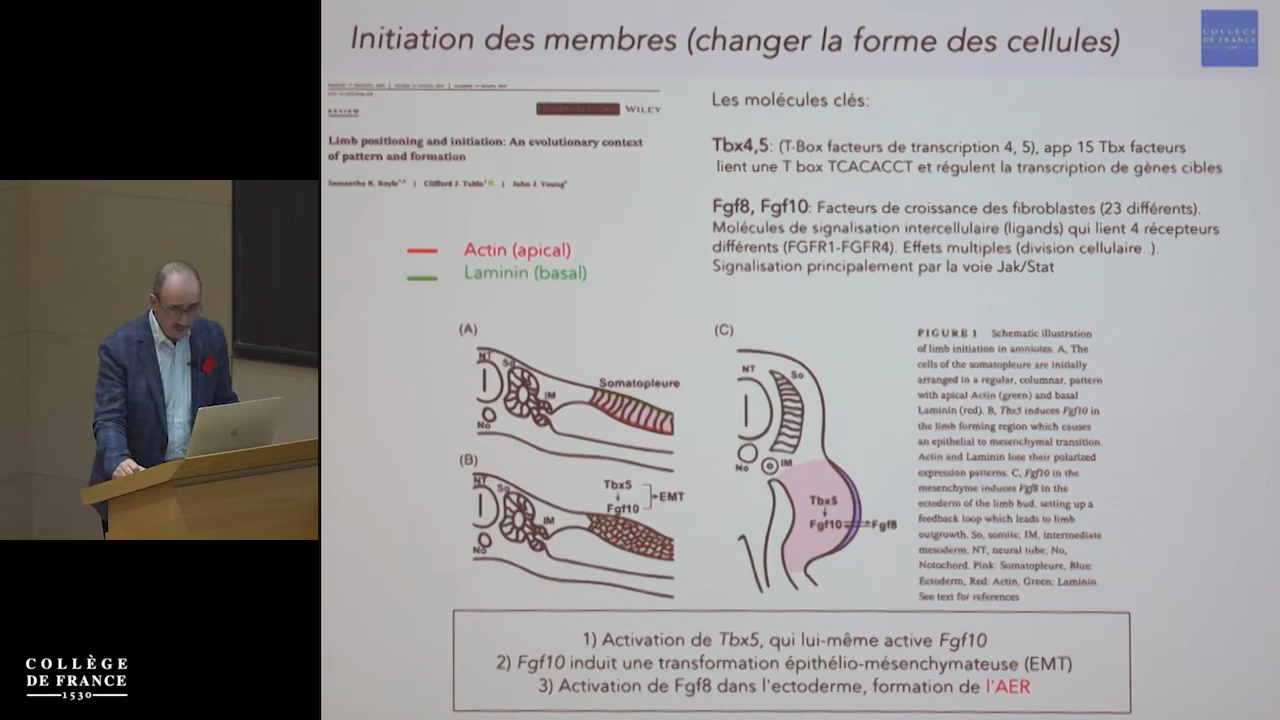 Initiation des membres (changer la forme des cellules)
COLLÈGE
DE FRANCE
1530
REVIEW
WILEY
Limb positioning and initiation: An evolutionary context
of pattern and formation
Clifford J. Tabin
John J. Young
Actin (apical)
Laminin (basal)
Les molécules clés:
Tbx4,5: (T-Box facteurs de transcription 4, 5), app 15 Tbx facteurs
lient une T box TCACACCT et régulent la transcription de gènes cibles
Fgf8, Fgf10: Facteurs de croissance des fibroblastes (23 différents).
Molécules de signalisation intercellulaire (ligands) qui lient 4 récepteurs
différents (FGFR1-FGFR4). Effets multiples (division cellulaire..).
Signalisation principalement par la voie Jak/Stat
(A)
NT
So
IM
Somatopleure
No
(B)
NT
So
IM
Tbx5
Fgf10
EMT
No
(C)
NT
So
No
IM
Tbx5
Fgf10
Fgf8
FIGURE 1 Schematic illustration
of limb initiation in amniotes. A, The
cells of the somatopleure are initially
arranged in a regular, columnar, pattern
with apical Actin (green) and basal
Laminin (red). B, Tbx5 induces Fgf10 in
the limb forming region which causes
an epithelial to mesenchymal transition.
Actin and Laminin lose their polarized
expression patterns. C, Fgf10 in the
mesenchyme induces Fgf8 in the
ectoderm of the limb bud, setting up a
feedback loop which leads to limb
outgrowth. So, somite; IM, intermediate
mesoderm; NT, neural tube; No,
Notochord. Pink: Somatopleure, Blue:
Ectoderm, Red: Actin, Green: Laminin.
See text for references
1) Activation de Tbx5, qui lui-même active Fgf10
2) Fgf10 induit une transformation épithélio-mésenchymateuse (EMT)
3) Activation de Fgf8 dans l'ectoderme, formation de l'AER
COLLÈGE
DE FRANCE
1530